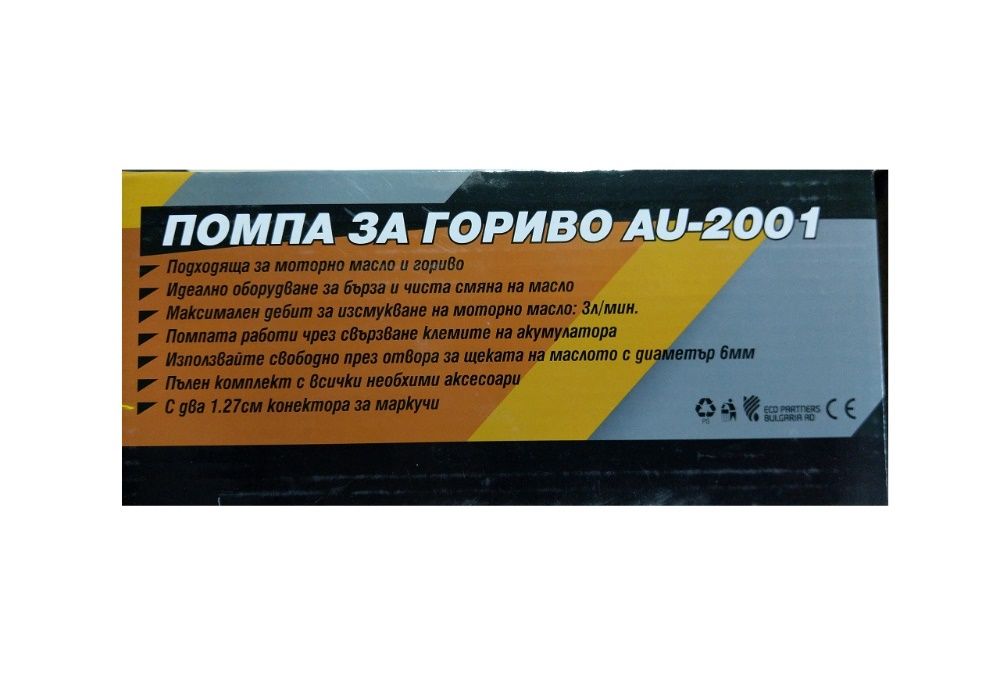 ПОМПА ЗА ГОРИВО AU-2001
Подходяща за моторно масло и гориво
Идеално оборудване за бърза и чиста смяна на масло
Максимален дебит за изсмукване на моторно масло: 3л/мин.
Помпата работи чрез свързване клемите на акумулатора
Използвайте свободно през отвора за щеката на маслото с диаметър 6мм
Пълен комплект с всички необхими аксесоари
С два 1.27см конектора за маркучи
PG
ECO PARTNERS
BULGARIA AD
CE